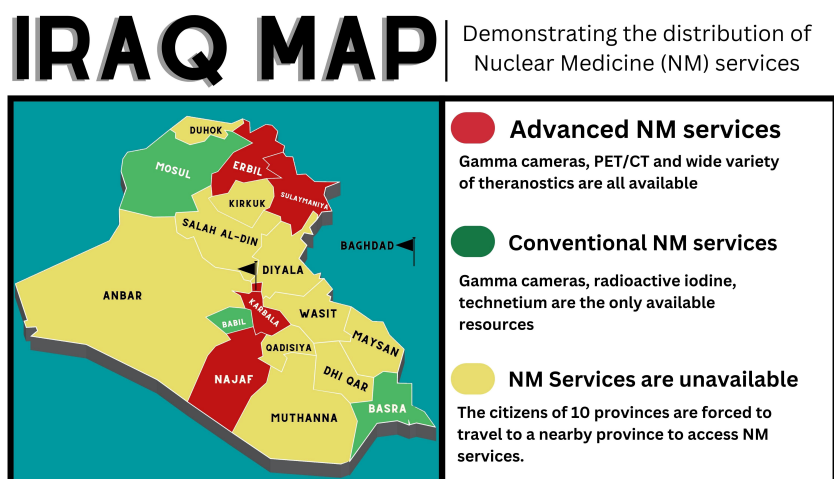 IRAQ MAP
Demonstrating the distribution of
Nuclear Medicine (NM) services
DUHOK
MOSUL
ERBIL
SULAYMANIYA
KIRKUK
SALAH AL-DIN
BAGHDAD
DIYALA
ANBAR
KARBALA
WASIT
BABIL
MAYSAN
QADISIYA
NAJAF
DHI QAR
BASRA
MUTHANNA
Advanced NM services
Gamma cameras, PET/CT and wide variety
of theranostics are all available
Conventional NM services
Gamma cameras, radioactive iodine,
technetium are the only available
resources
NM Services are unavailable
The citizens of 10 provinces are forced to
travel to a nearby province to access NM
services.